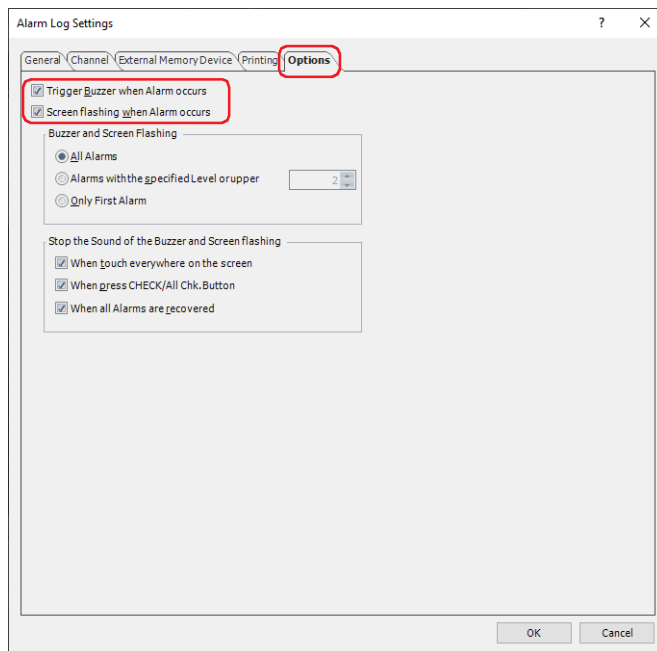 Alarm Log Settings ? ×
General Channel External Memory Device Printing Options
Trigger Buzzer when Alarm occurs
Screen flashing when Alarm occurs
Buzzer and Screen Flashing
All Alarms
Alarms with the specified Level or upper 2
Only First Alarm
Stop the Sound of the Buzzer and Screen flashing
When touch everywhere on the screen
When press CHECK/All Chk. Button
When all Alarms are recovered
OK Cancel